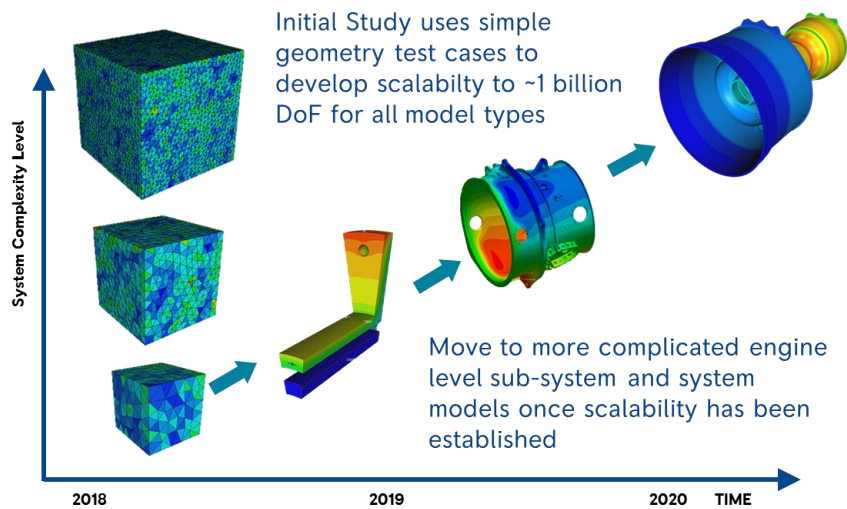 Initial Study uses simple
geometry test cases to
develop scalabilty to ~1 billion
DoF for all model types
System Complexity Level
Move to more complicated engine
level sub-system and system
models once scalability has been
established
2018
2019
2020
TIME